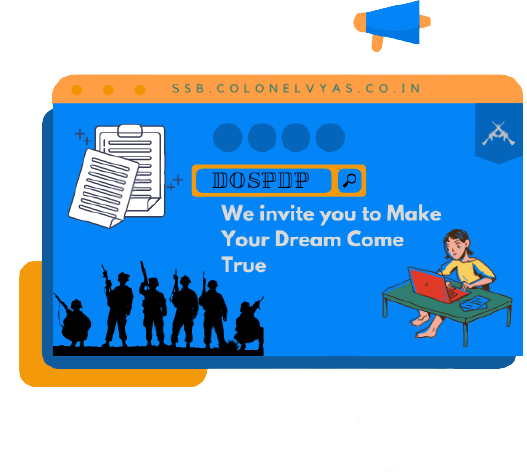 SSB.COLONELVYAS.CO.IN
DOSPDP
We invite you to Make
Your Dream Come
True